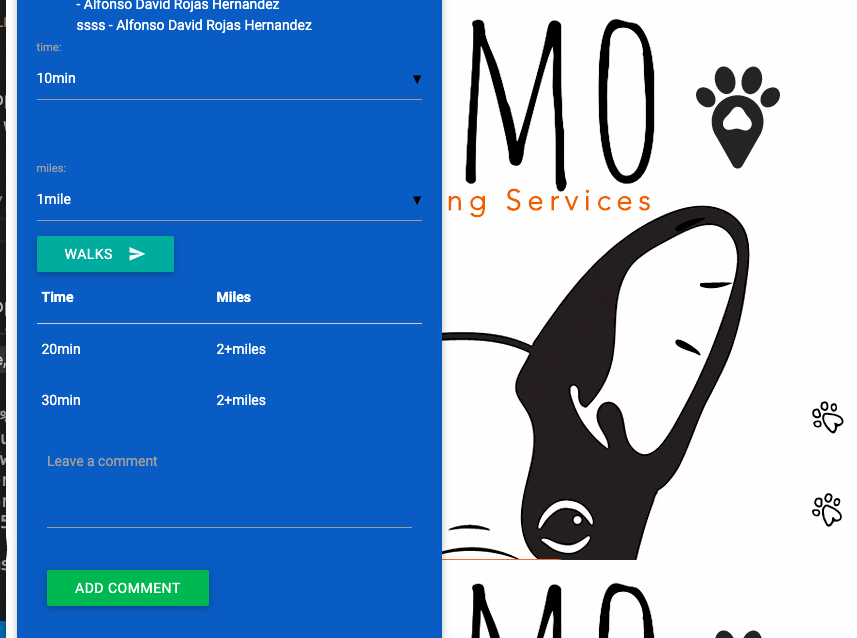 - Alfonso David Rojas Hernandez
ssss - Alfonso David Rojas Hernandez
time:
10min
miles:
1mile
WALKS
Time Miles
20min 2+miles
30min 2+miles
Leave a comment
ADD COMMENT
MO
ng Services
MO